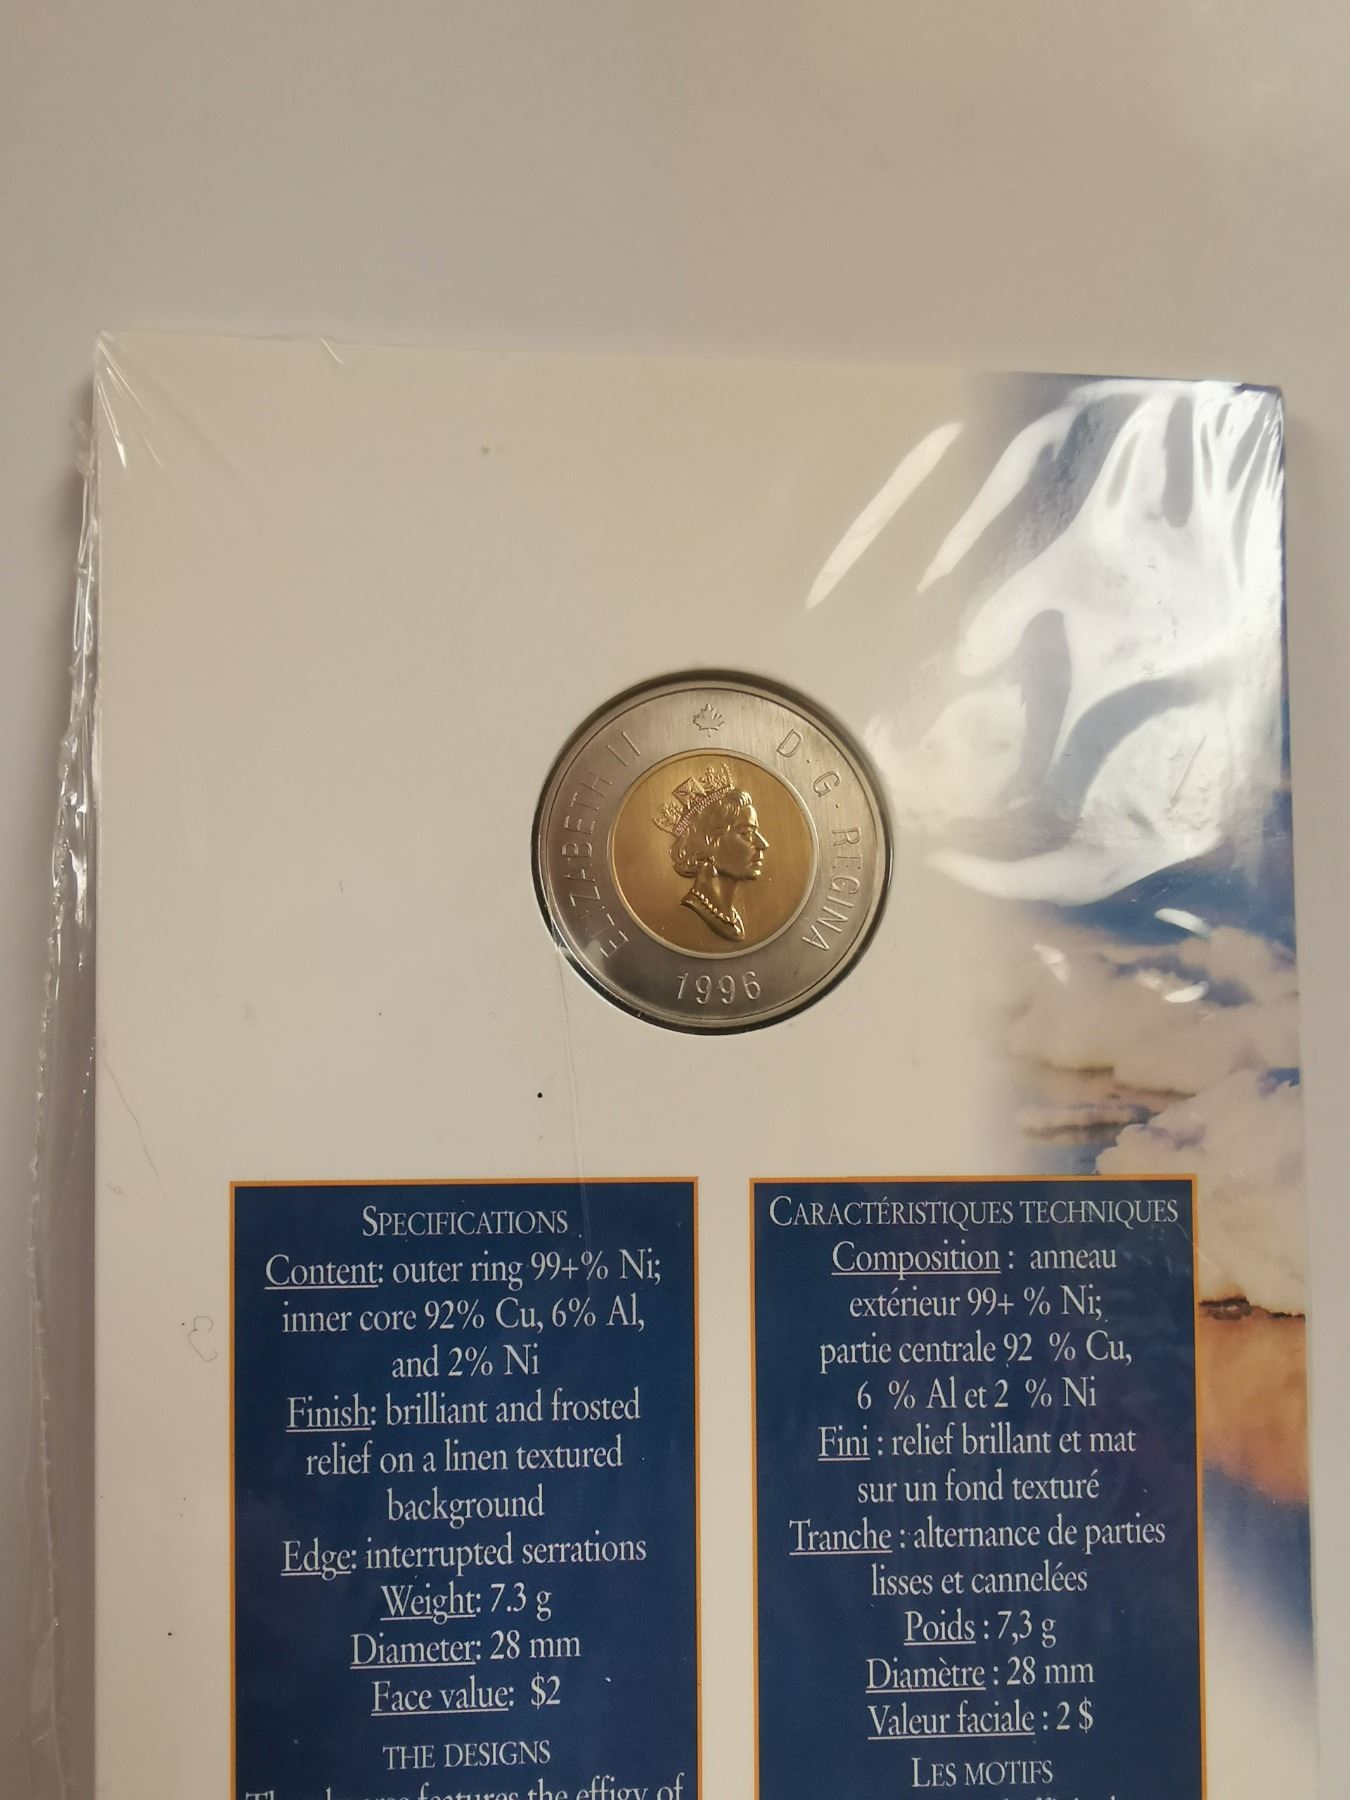 ELIZABETH II D·G·REGINA
1996
SPECIFICATIONS
Content: outer ring 99+% Ni;
inner core 92% Cu, 6% Al,
and 2% Ni
Finish: brilliant and frosted
relief on a linen textured
background
Edge: interrupted serrations
Weight: 7.3 g
Diameter: 28 mm
Face value: $2
THE DESIGNS
features the effigy of
CARACTÉRISTIQUES TECHNIQUES
Composition : anneau
extérieur 99+ % Ni;
partie centrale 92 % Cu,
6 % Al et 2 % Ni
Fini : relief brillant et mat
sur un fond texturé
Tranche : alternance de parties
lisses et cannelées
Poids : 7,3 g
Diamètre : 28 mm
Valeur faciale : 2 $
LES MOTIFS